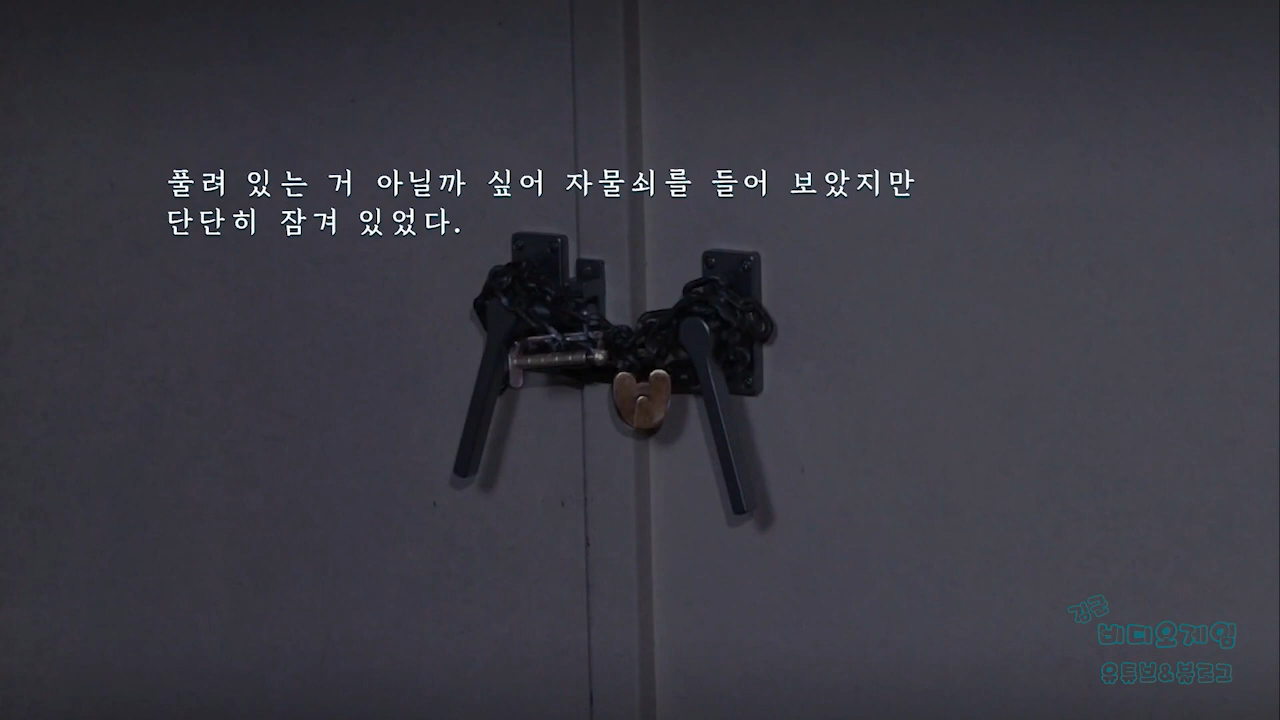 풀려 있는 거 아닐까 싶어 자물쇠를 들어 보았지만
단단히 잠겨 있었다.
김군
비디오게임
유튜브&블로그